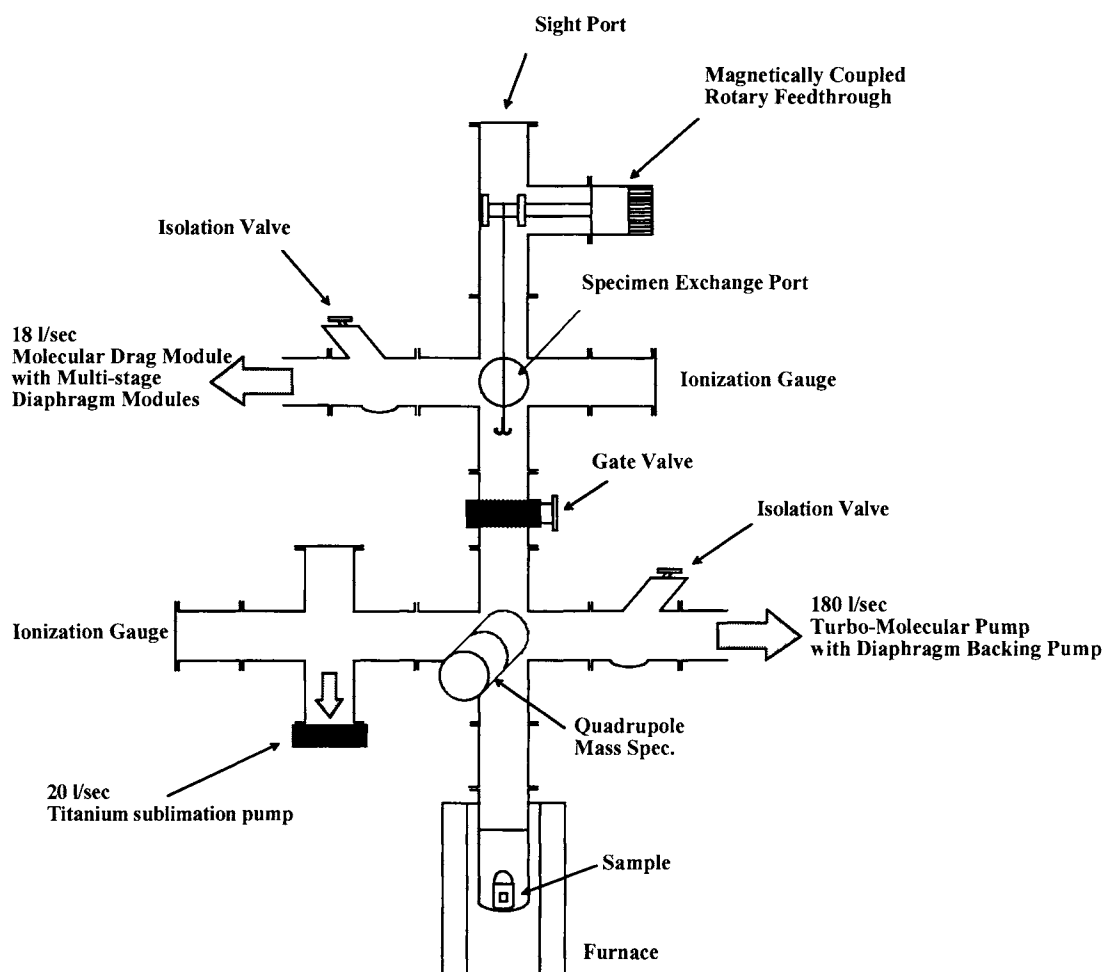 Sight Port
Magnetically Coupled
Rotary Feedthrough
Isolation Valve
Specimen Exchange Port
18 l/sec
Molecular Drag Module
with Multi-stage
Diaphragm Modules
Ionization Gauge
Gate Valve
Isolation Valve
Ionization Gauge
180 l/sec
Turbo-Molecular Pump
with Diaphragm Backing Pump
Quadrupole
Mass Spec.
20 l/sec
Titanium sublimation pump
Sample
Furnace